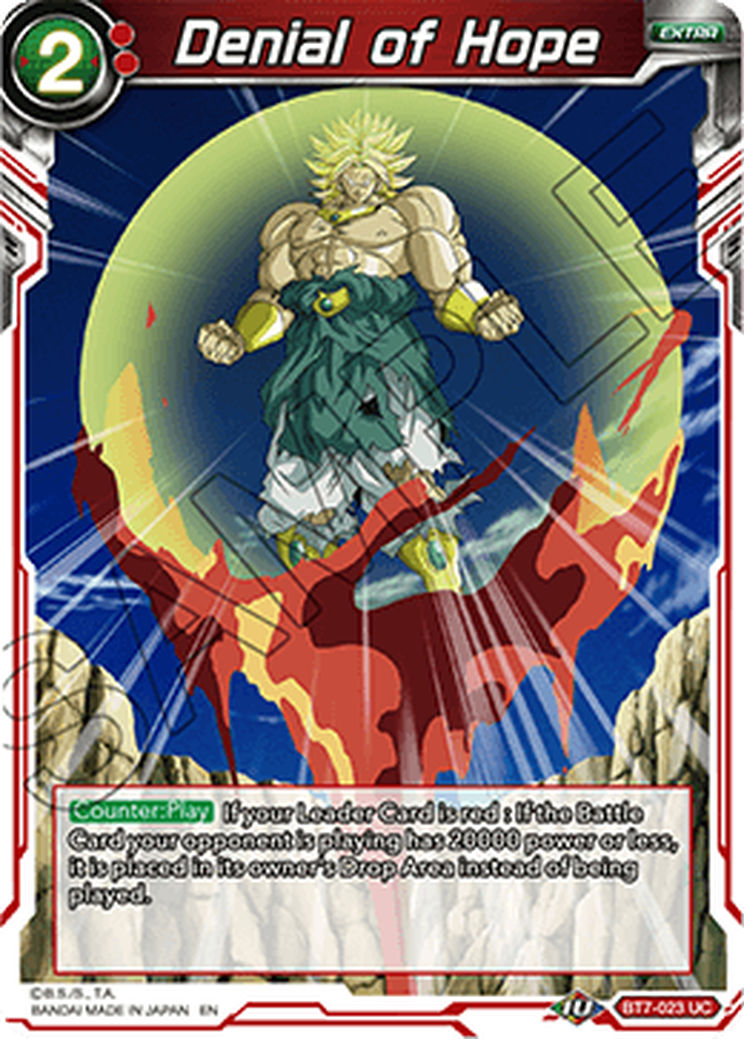 2
Denial of Hope
EXTRA
SAMPLE
Counter:Play If your Leader Card is red : if the Battle
Card your opponent is playing has 20000 power or less,
it is placed in its owner's Drop Area instead of being
played.
©B.S./S., T.A.
BANDAI MADE IN JAPAN EN
IU
BT7-023 UC